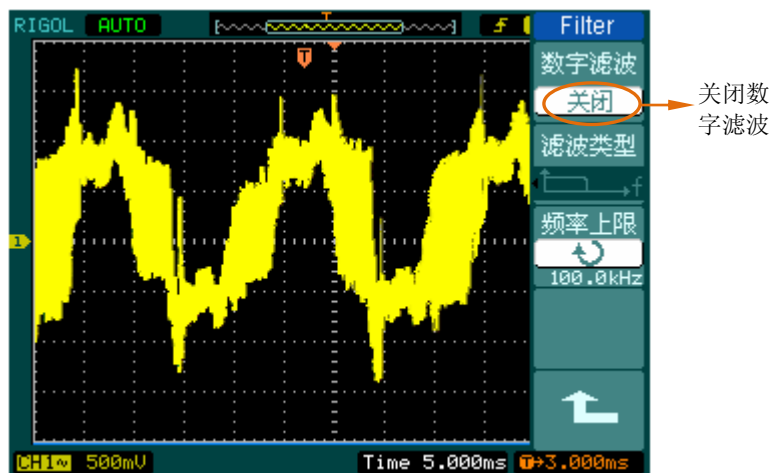 RIGOL AUTO T f Filter
T
数字滤波
关闭
关闭数
字滤波
滤波类型
f
频率上限
100.0kHz
1
CH1~ 500mV Time 5.000ms T→3.000ms